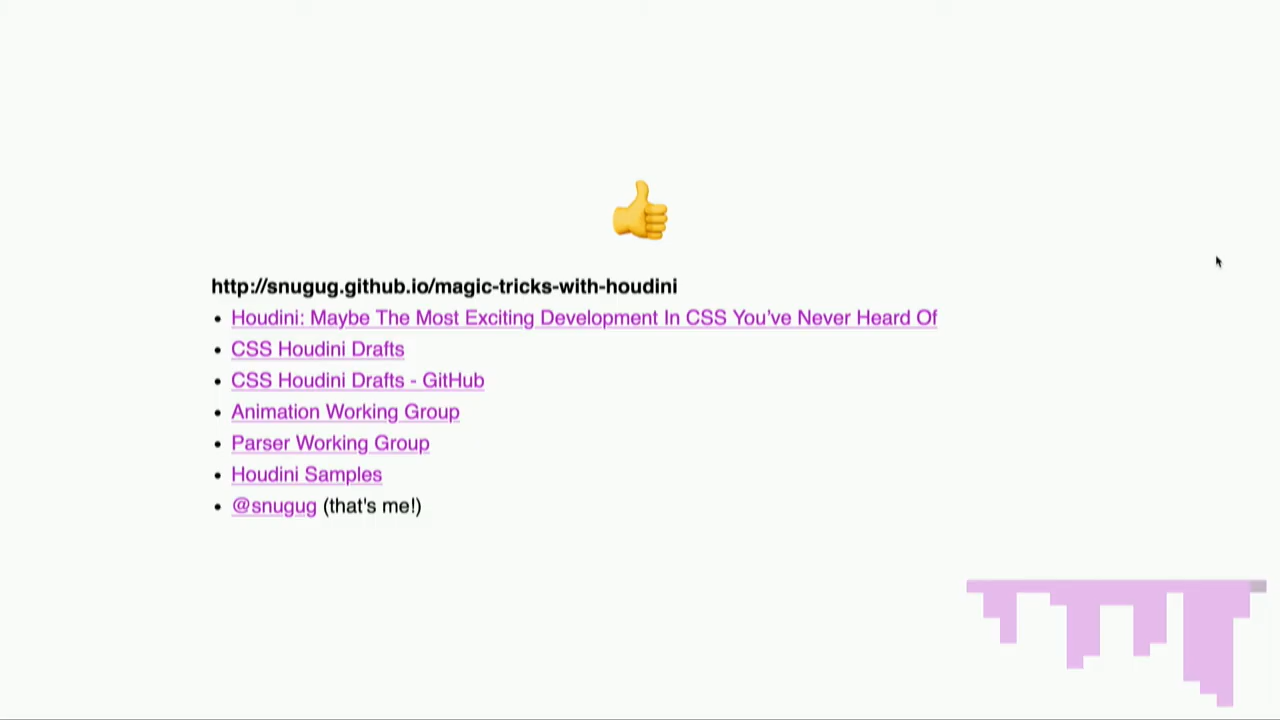 http://snugug.github.io/magic-tricks-with-houdini
Houdini: Maybe The Most Exciting Development In CSS You’ve Never Heard Of
CSS Houdini Drafts
CSS Houdini Drafts - GitHub
Animation Working Group
Parser Working Group
Houdini Samples
@snugug (that's me!)